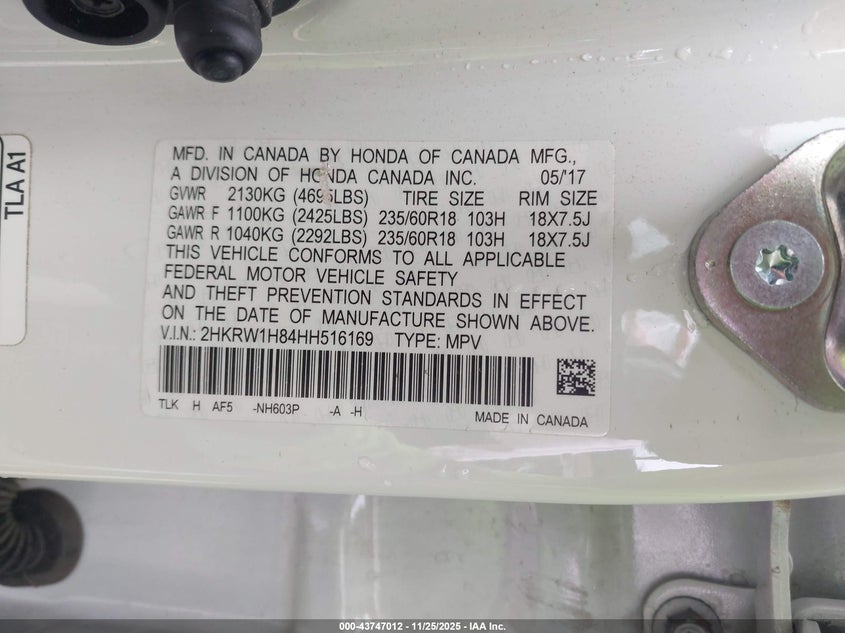 TLA A1
MFD. IN CANADA BY HONDA OF CANADA MFG.,
A DIVISION OF HONDA CANADA INC. 05/'17
GVWR 2130KG (4695LBS) TIRE SIZE RIM SIZE
GAWR F 1100KG (2425LBS) 235/60R18 103H 18X7.5J
GAWR R 1040KG (2292LBS) 235/60R18 103H 18X7.5J
THIS VEHICLE CONFORMS TO ALL APPLICABLE
FEDERAL MOTOR VEHICLE SAFETY
AND THEFT PREVENTION STANDARDS IN EFFECT
ON THE DATE OF MANUFACTURE SHOWN ABOVE.
V.I.N.: 2HKRW1H84HH516169 TYPE: MPV
TLK H AF5 -NH603P -A -H
MADE IN CANADA
000-43747012 | 11/25/2025 - IAA Inc.